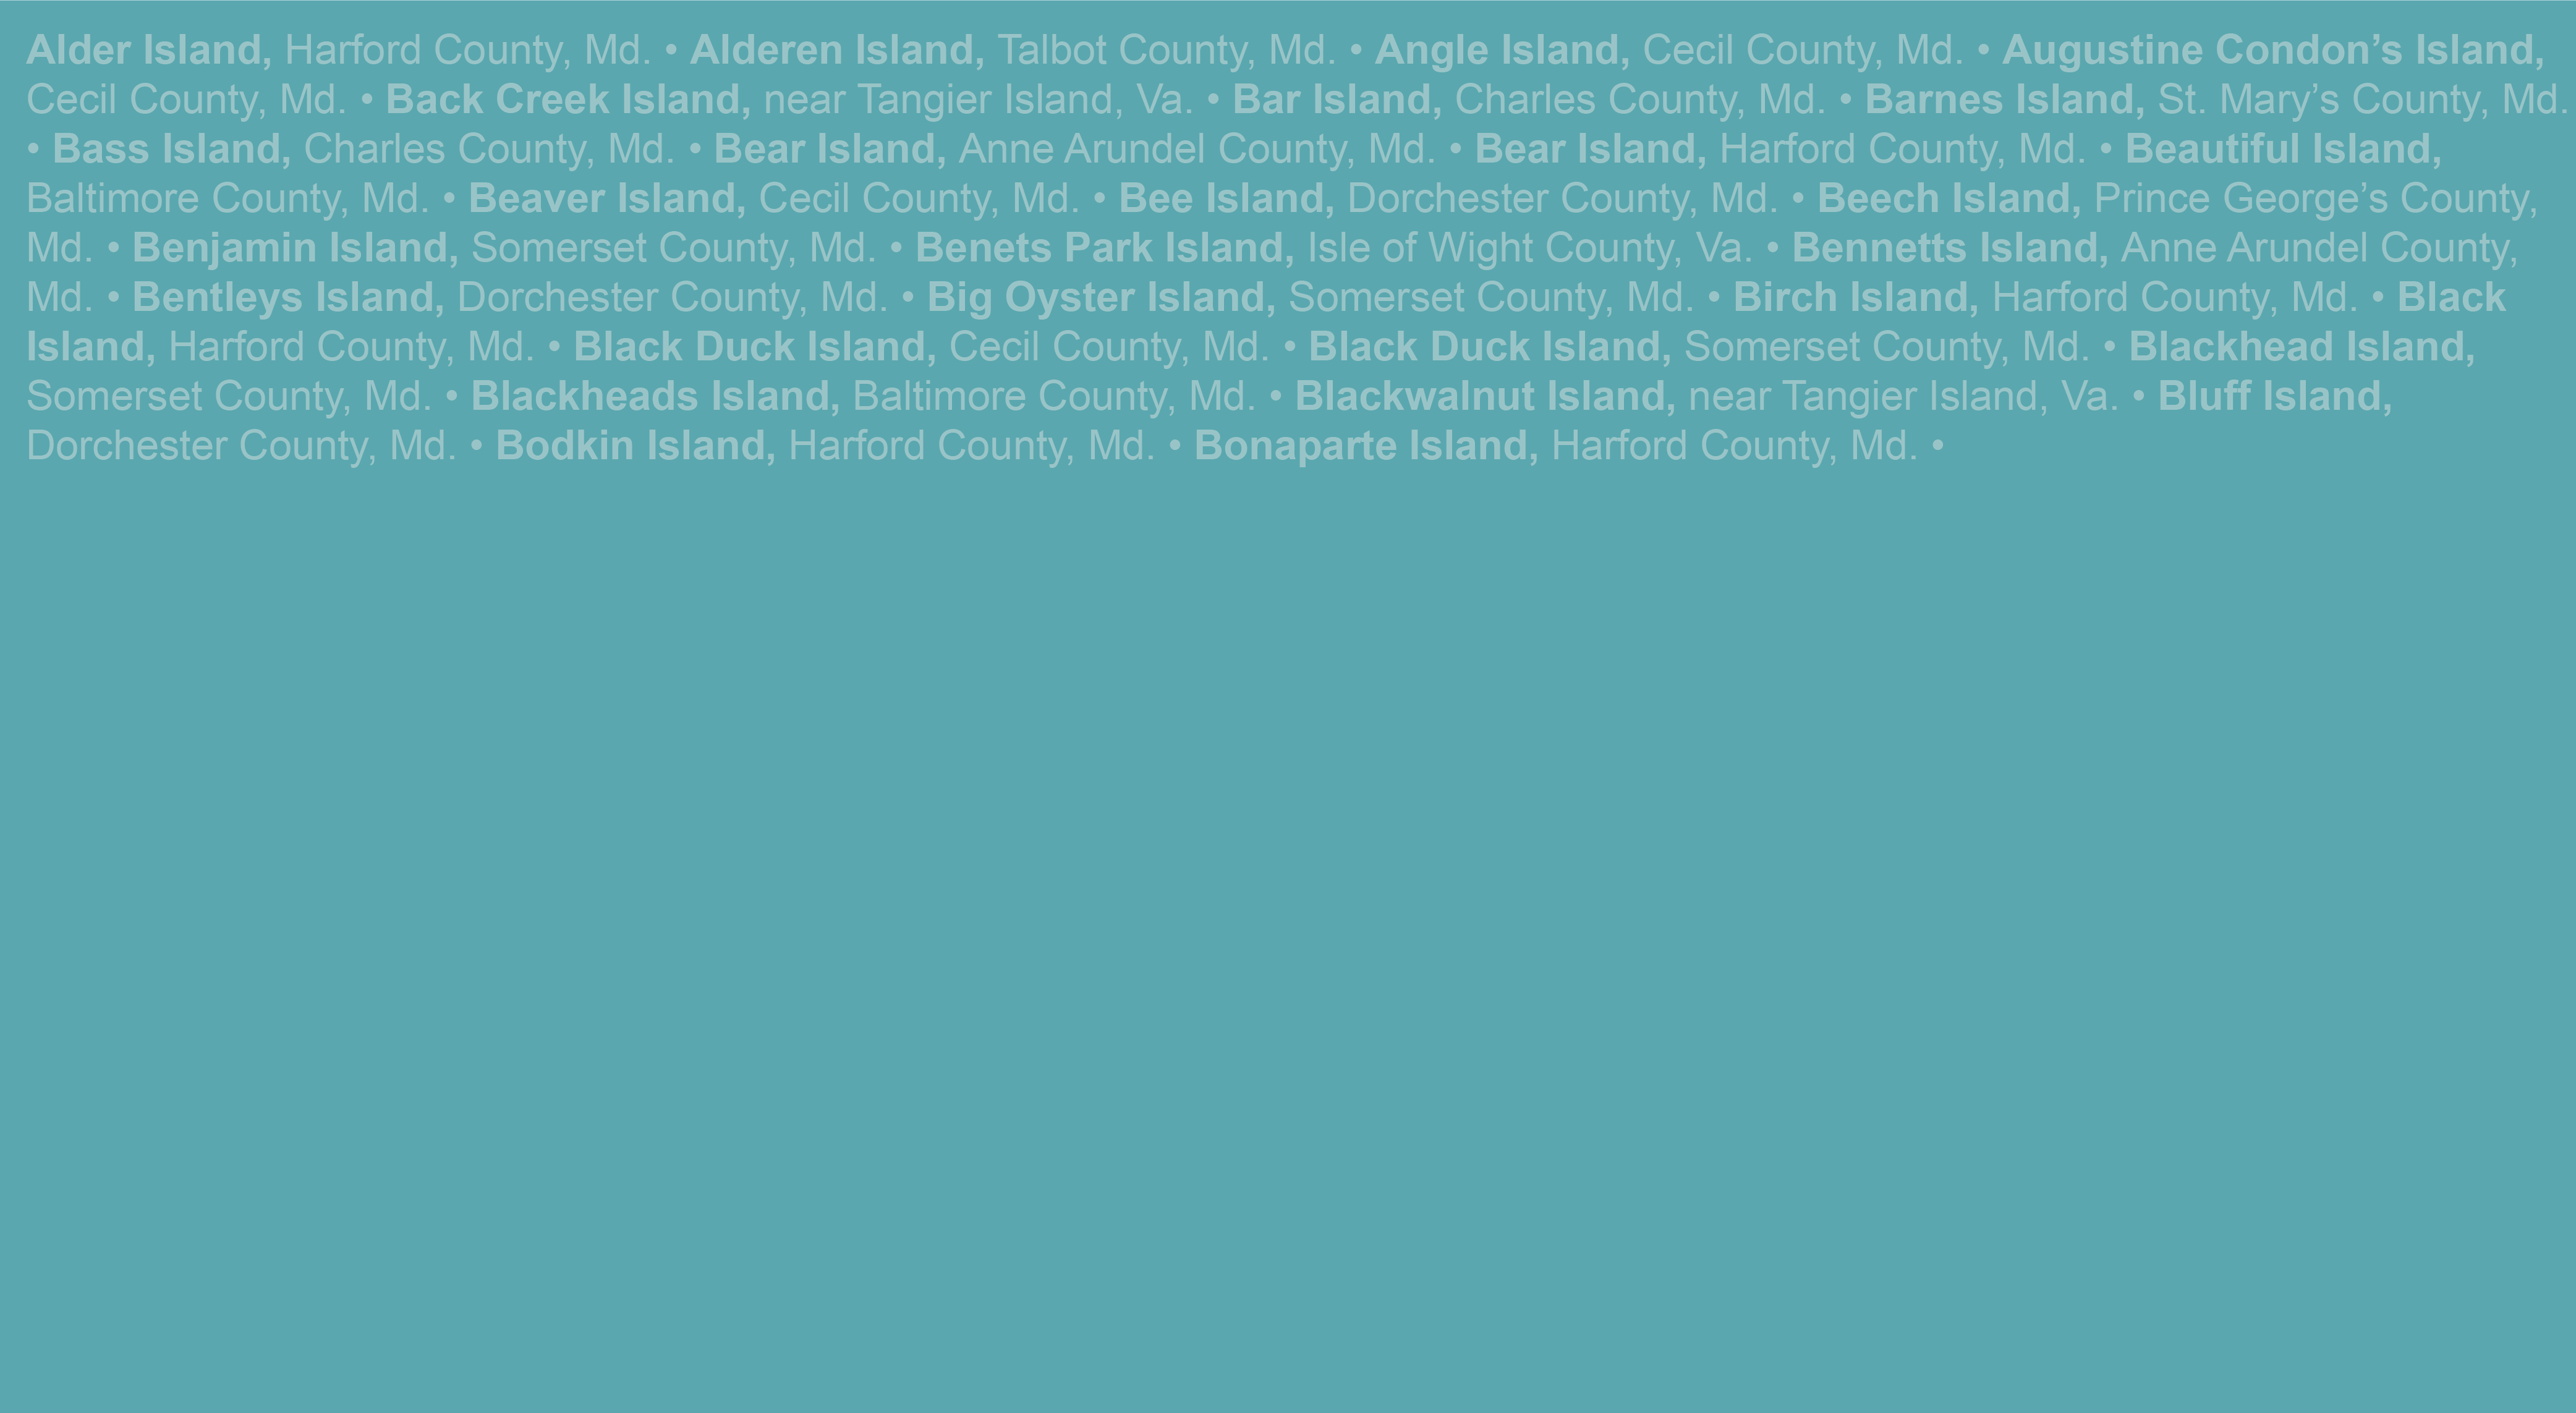 Alder Island, Harford County, Md. • Alderen Island, Talbot County, Md. • Angle Island, Cecil County, Md. • Augustine Condon’s Island,
Cecil County, Md. • Back Creek Island, near Tangier Island, Va. • Bar Island, Charles County, Md. • Barnes Island, St. Mary’s County, Md.
• Bass Island, Charles County, Md. • Bear Island, Anne Arundel County, Md. • Bear Island, Harford County, Md. • Beautiful Island,
Baltimore County, Md. • Beaver Island, Cecil County, Md. • Bee Island, Dorchester County, Md. • Beech Island, Prince George’s County,
Md. • Benjamin Island, Somerset County, Md. • Benets Park Island, Isle of Wight County, Va. • Bennetts Island, Anne Arundel County,
Md. • Bentleys Island, Dorchester County, Md. • Big Oyster Island, Somerset County, Md. • Birch Island, Harford County, Md. • Black
Island, Harford County, Md. • Black Duck Island, Cecil County, Md. • Black Duck Island, Somerset County, Md. • Blackhead Island,
Somerset County, Md. • Blackheads Island, Baltimore County, Md. • Blackwalnut Island, near Tangier Island, Va. • Bluff Island,
Dorchester County, Md. • Bodkin Island, Harford County, Md. • Bonaparte Island, Harford County, Md. •